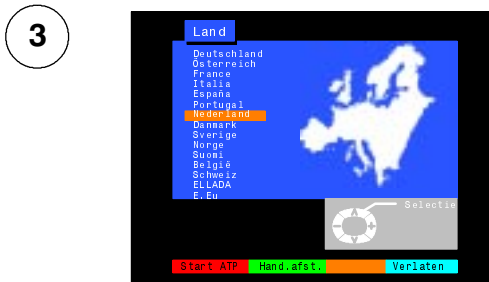 3
Land
Deutschland
Österreich
France
Italia
España
Portugal
Nederland
Danmark
Sverige
Norge
Suomi
België
Schweiz
ELLADA
E.Eu
Selectie
Start ATP Hand.afst. Verlaten